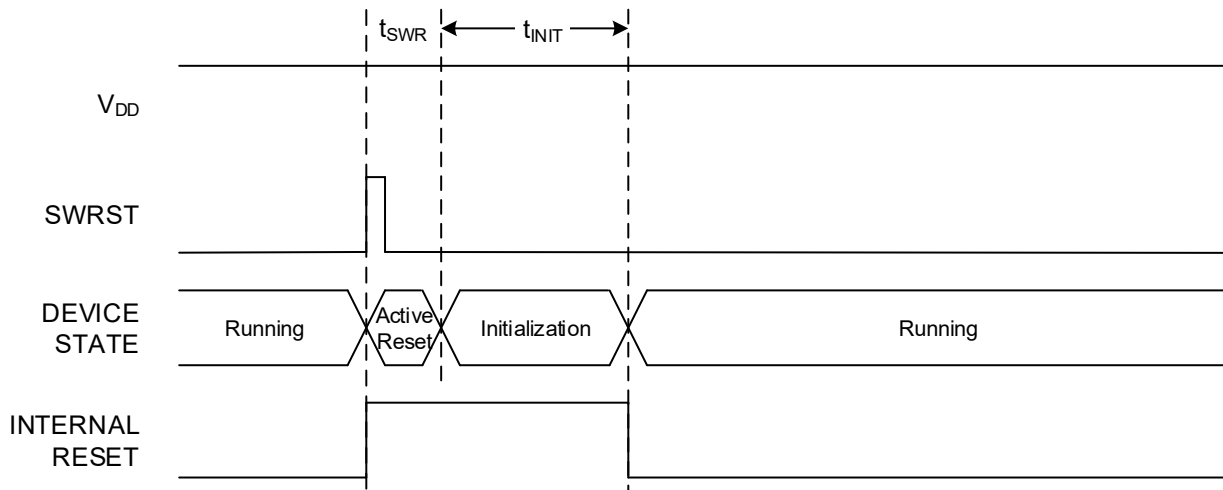 tSWR
tINIT
VDD
SWRST
DEVICE
STATE
Running
Active
Reset
Initialization
Running
INTERNAL
RESET